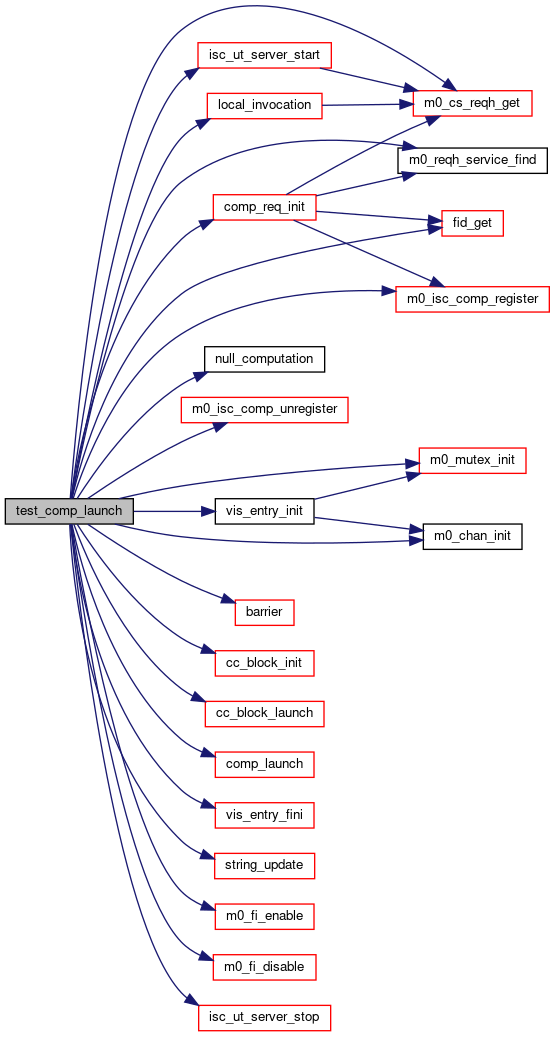 isc_ut_server_start
local_invocation
m0_cs_reqh_get
m0_reqh_service_find
comp_req_init
fid_get
m0_isc_comp_register
null_computation
m0_isc_comp_unregister
m0_mutex_init
test_comp_launch
vis_entry_init
m0_chan_init
barrier
cc_block_init
cc_block_launch
comp_launch
vis_entry_fini
string_update
m0_fi_enable
m0_fi_disable
isc_ut_server_stop